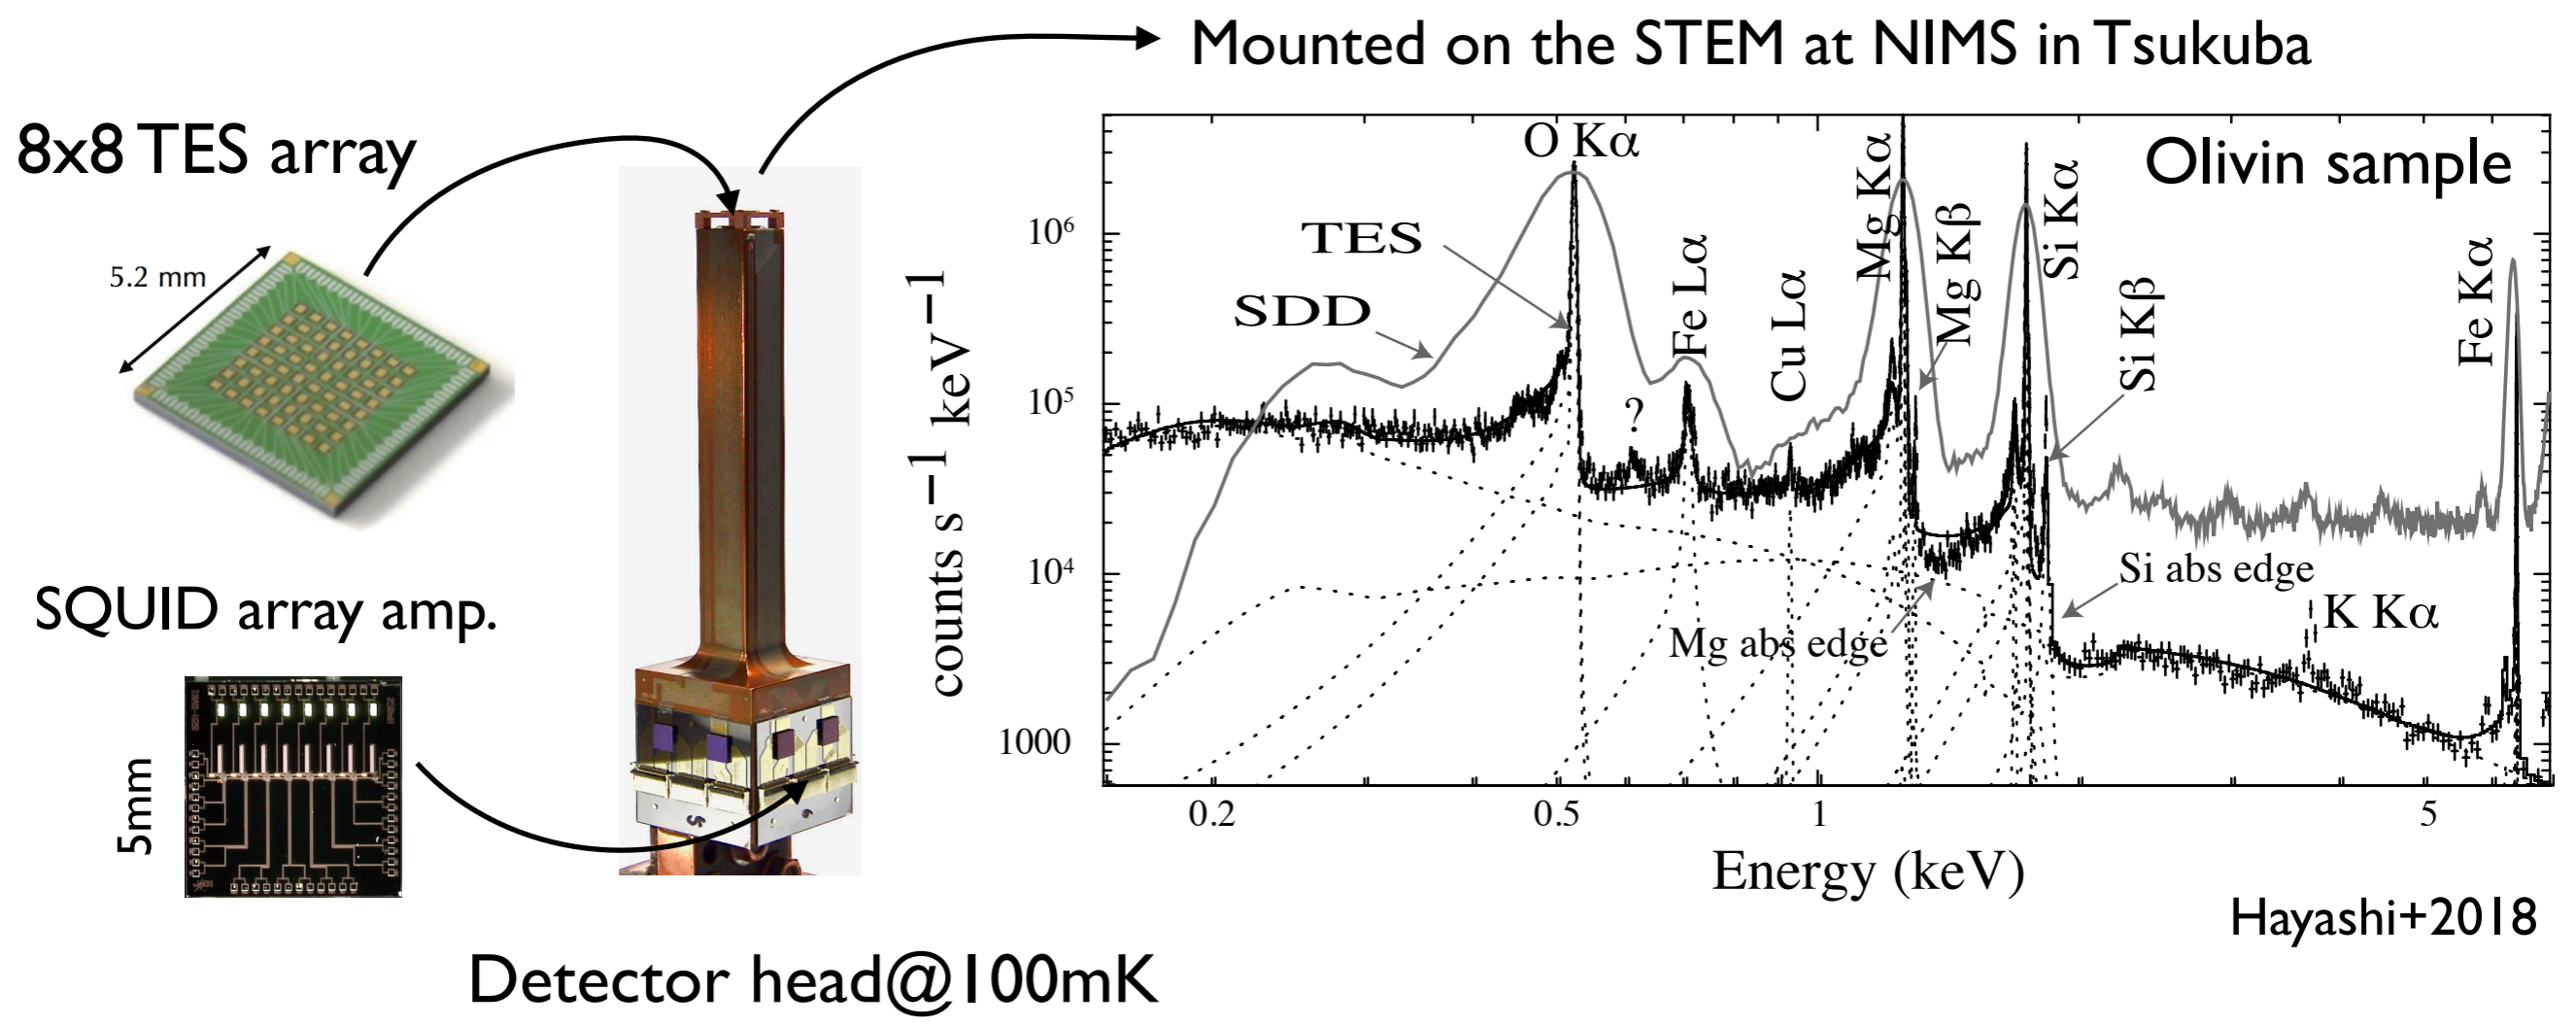 Mounted on the STEM at NIMS in Tsukuba
8x8 TES array
5.2 mm
SQUID array amp.
5mm
Detector head@100mK
Olivin sample
O Kα
TES
SDD
?
Fe Lα
Cu Lα
Mg Kα
Mg Kβ
Si Kα
Si Kβ
Fe Kα
Mg abs edge
Si abs edge
K Kα
counts s⁻¹ keV⁻¹
10⁶
10⁵
10⁴
1000
0.2
0.5
1
5
Energy (keV)
Hayashi+2018